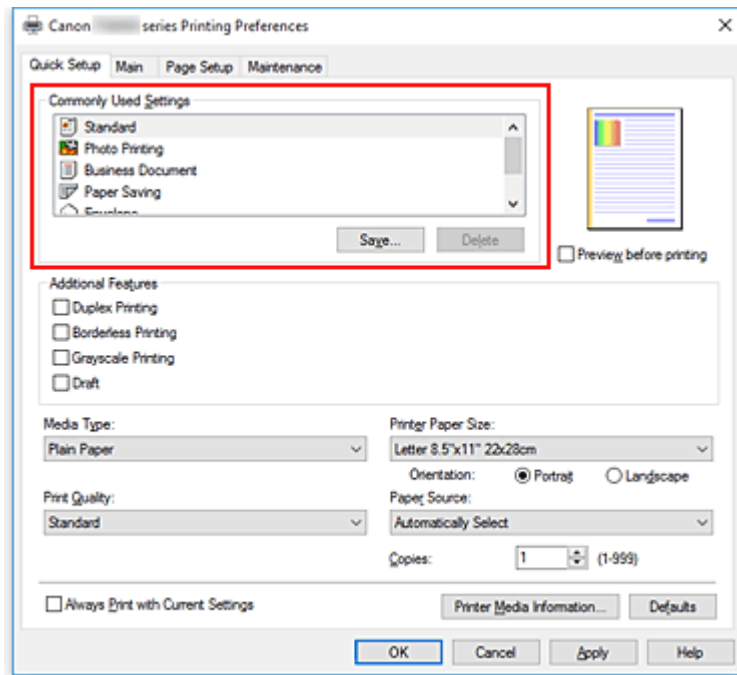 Canon series Printing Preferences
Quick Setup Main Page Setup Maintenance
Commonly Used Settings
Standard
Photo Printing
Business Document
Paper Saving
Envelope
Save... Delete
Preview before printing
Additional Features
Duplex Printing
Borderless Printing
Grayscale Printing
Draft
Media Type: Printer Paper Size:
Plain Paper Letter 8.5"x11" 22x28cm
Orientation: Portrait Landscape
Print Quality: Paper Source:
Standard Automatically Select
Copies: 1 (1-999)
Always Print with Current Settings Printer Media Information... Defaults
OK Cancel Apply Help